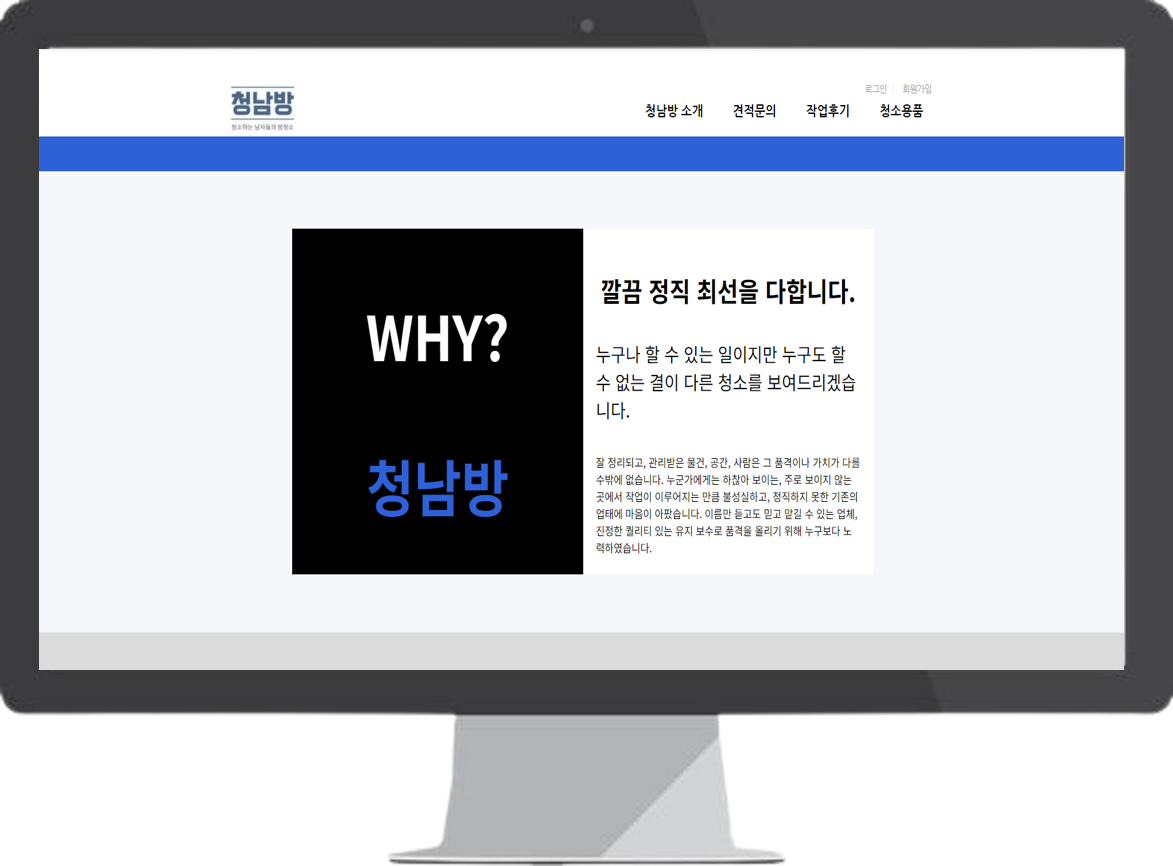 청남방
청소하는 남자들의 방청소
로그인 회원가입
청남방 소개 견적문의 작업후기 청소용품
WHY?
청남방
깔끔 정직 최선을 다합니다.
누구나 할 수 있는 일이지만 누구도 할
수 없는 결이 다른 청소를 보여드리겠습
니다.
잘 정리되고, 관리받은 물건, 공간, 사람은 그 품격이나 가치가 다를
수밖에 없습니다. 누군가에게는 하찮아 보이는, 주로 보이지 않는
곳에서 작업이 이루어지는 만큼 불성실하고, 정직하지 못한 기존의
업태에 마음이 아팠습니다. 이름만 듣고도 믿고 맡길 수 있는 업체,
진정한 퀄리티 있는 유지 보수로 품격을 올리기 위해 누구보다 노
력하였습니다.